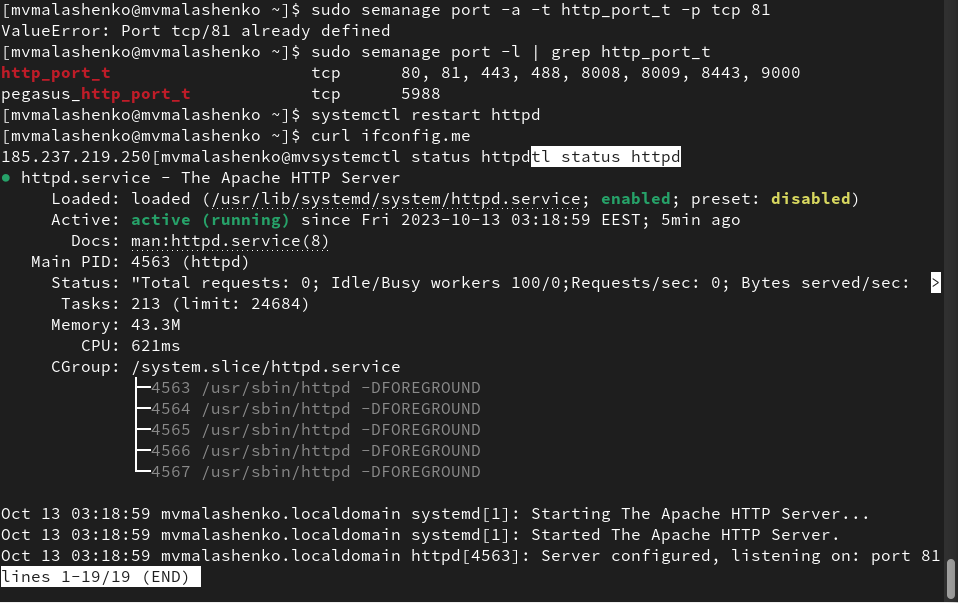 [mvmalashenko@mvmalashenko ~]$ sudo semanage port -a -t http_port_t -p tcp 81
ValueError: Port tcp/81 already defined
[mvmalashenko@mvmalashenko ~]$ sudo semanage port -l | grep http_port_t
http_port_t                    tcp      80, 81, 443, 488, 8008, 8009, 8443, 9000
pegasus_http_port_t            tcp      5988
[mvmalashenko@mvmalashenko ~]$ systemctl restart httpd
[mvmalashenko@mvmalashenko ~]$ curl ifconfig.me
185.237.219.250[mvmalashenko@mvsystemctl status httpdtl status httpd
● httpd.service - The Apache HTTP Server
     Loaded: loaded (/usr/lib/systemd/system/httpd.service; enabled; preset: disabled)
     Active: active (running) since Fri 2023-10-13 03:18:59 EEST; 5min ago
       Docs: man:httpd.service(8)
   Main PID: 4563 (httpd)
     Status: "Total requests: 0; Idle/Busy workers 100/0;Requests/sec: 0; Bytes served/sec:  >
      Tasks: 213 (limit: 24684)
     Memory: 43.3M
        CPU: 621ms
     CGroup: /system.slice/httpd.service
             ├─4563 /usr/sbin/httpd -DFOREGROUND
             ├─4564 /usr/sbin/httpd -DFOREGROUND
             ├─4565 /usr/sbin/httpd -DFOREGROUND
             ├─4566 /usr/sbin/httpd -DFOREGROUND
             └─4567 /usr/sbin/httpd -DFOREGROUND
Oct 13 03:18:59 mvmalashenko.localdomain systemd[1]: Starting The Apache HTTP Server...
Oct 13 03:18:59 mvmalashenko.localdomain systemd[1]: Started The Apache HTTP Server.
Oct 13 03:18:59 mvmalashenko.localdomain httpd[4563]: Server configured, listening on: port 81
lines 1-19/19 (END)